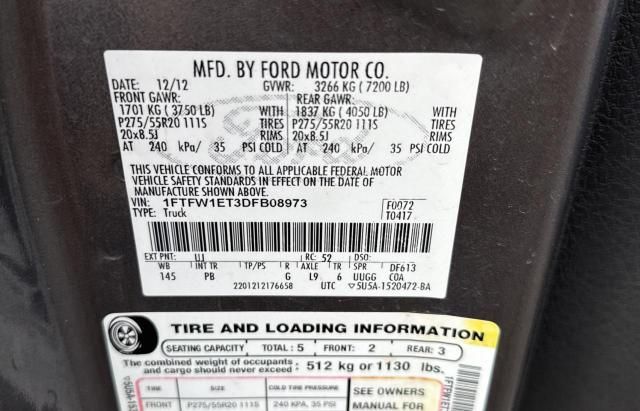 MFD. BY FORD MOTOR CO.
DATE: 12/12 GVWR: 3266 KG ( 7200 LB)
FRONT GAWR: REAR GAWR:
1701 KG ( 3750 LB) WITH 1837 KG ( 4050 LB) WITH
P275/55R20 111S TIRES P275/55R20 111S TIRES
20x8.5J RIMS 20x8.5J RIMS
AT 240 kPa/ 35 PSI COLD AT 240 kPa/ 35 PSI COLD
THIS VEHICLE CONFORMS TO ALL APPLICABLE FEDERAL MOTOR
VEHICLE SAFETY STANDARDS IN EFFECT ON THE DATE OF
MANUFACTURE SHOWN ABOVE.
VIN: 1FTFW1ET3DFB08973 F0072
TYPE: Truck T0417
EXT PNT: UJ RC: 52 DSO:
WB INT TR TP/PS R AXLE TR SPR DF613
145 PB G L9 6 UUGG COA
2201212176658 UTC ▽5U5A-1520472-BA
TIRE AND LOADING INFORMATION
SEATING CAPACITY TOTAL: 5 FRONT: 2 REAR: 3
The combined weight of occupants
and cargo should never exceed: 512 kg or 1130 lbs.
TIRE SIZE COLD TIRE PRESSURE SEE OWNERS
FRONT P275/55R20 111S 240 KPA, 35 PSI MANUAL FOR